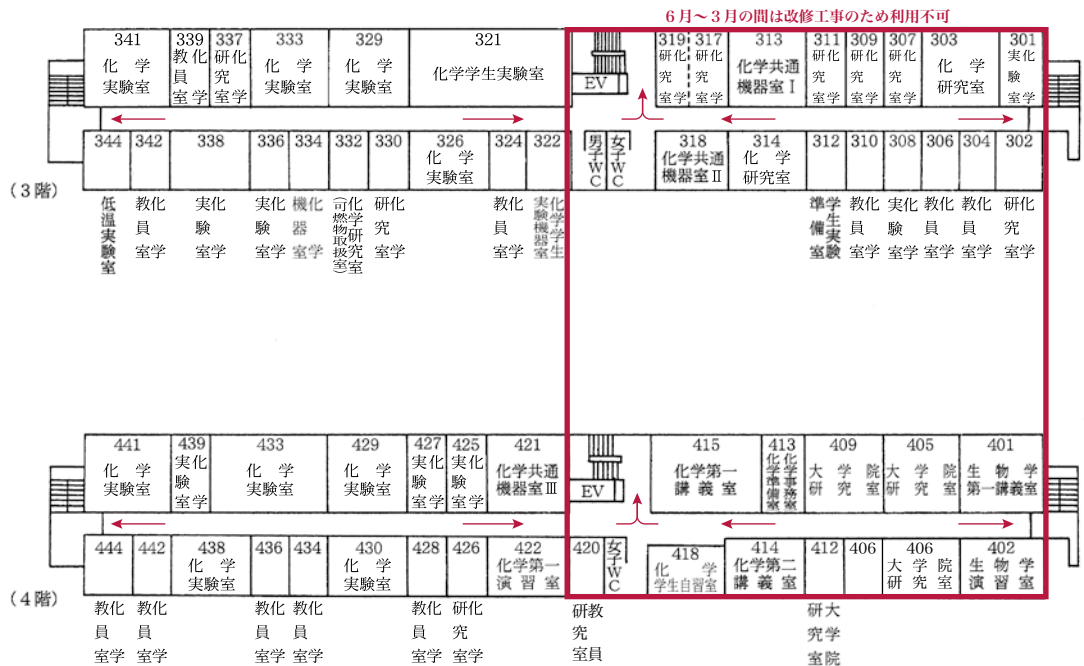 6月～3月の間は改修工事のため利用不可
341
化学
実験室
339
化学
教員室
337
化学
研究室
333
化学
実験室
329
化学
実験室
321
化学学生実験室
EV
319
化学
研究室
317
化学
研究室
313
化学共通
機器室Ⅰ
311
化学
研究室
309
化学
研究室
307
化学
研究室
303
化学
研究室
301
化学
実験室
344
342
338
336
334
332
330
326
化学
実験室
324
322
男子WC
女子WC
318
化学共通
機器室Ⅱ
314
化学
研究室
312
310
308
306
304
302
（3階）
低温実験室
化学
教員室
実験室
化学
実験室
化学
機器室
化学研究室
（可燃物取扱室）
化学
研究室
化学
教員室
化学学生
実験機器室
学生実験
準備室
化学
教員室
化学
実験室
化学
教員室
化学
教員室
化学
研究室
441
化学
実験室
439
化学
実験室
433
化学
実験室
429
化学
実験室
427
化学
実験室
425
化学
実験室
421
化学共通
機器室Ⅲ
EV
415
化学第一
講義室
413
化学事務室
化学準備室
409
大学院
研究室
405
大学院
研究室
401
生物学
第一講義室
444
442
438
化学
実験室
436
434
430
化学
実験室
428
426
422
化学第一
演習室
420
女子WC
418
化学
学生自習室
414
化学第二
講義室
412
406
406
大学院
研究室
402
生物学
演習室
（4階）
化学
教員室
化学
教員室
化学
教員室
化学
教員室
化学
教員室
化学
研究室
教員
研究室
大学院
研究室